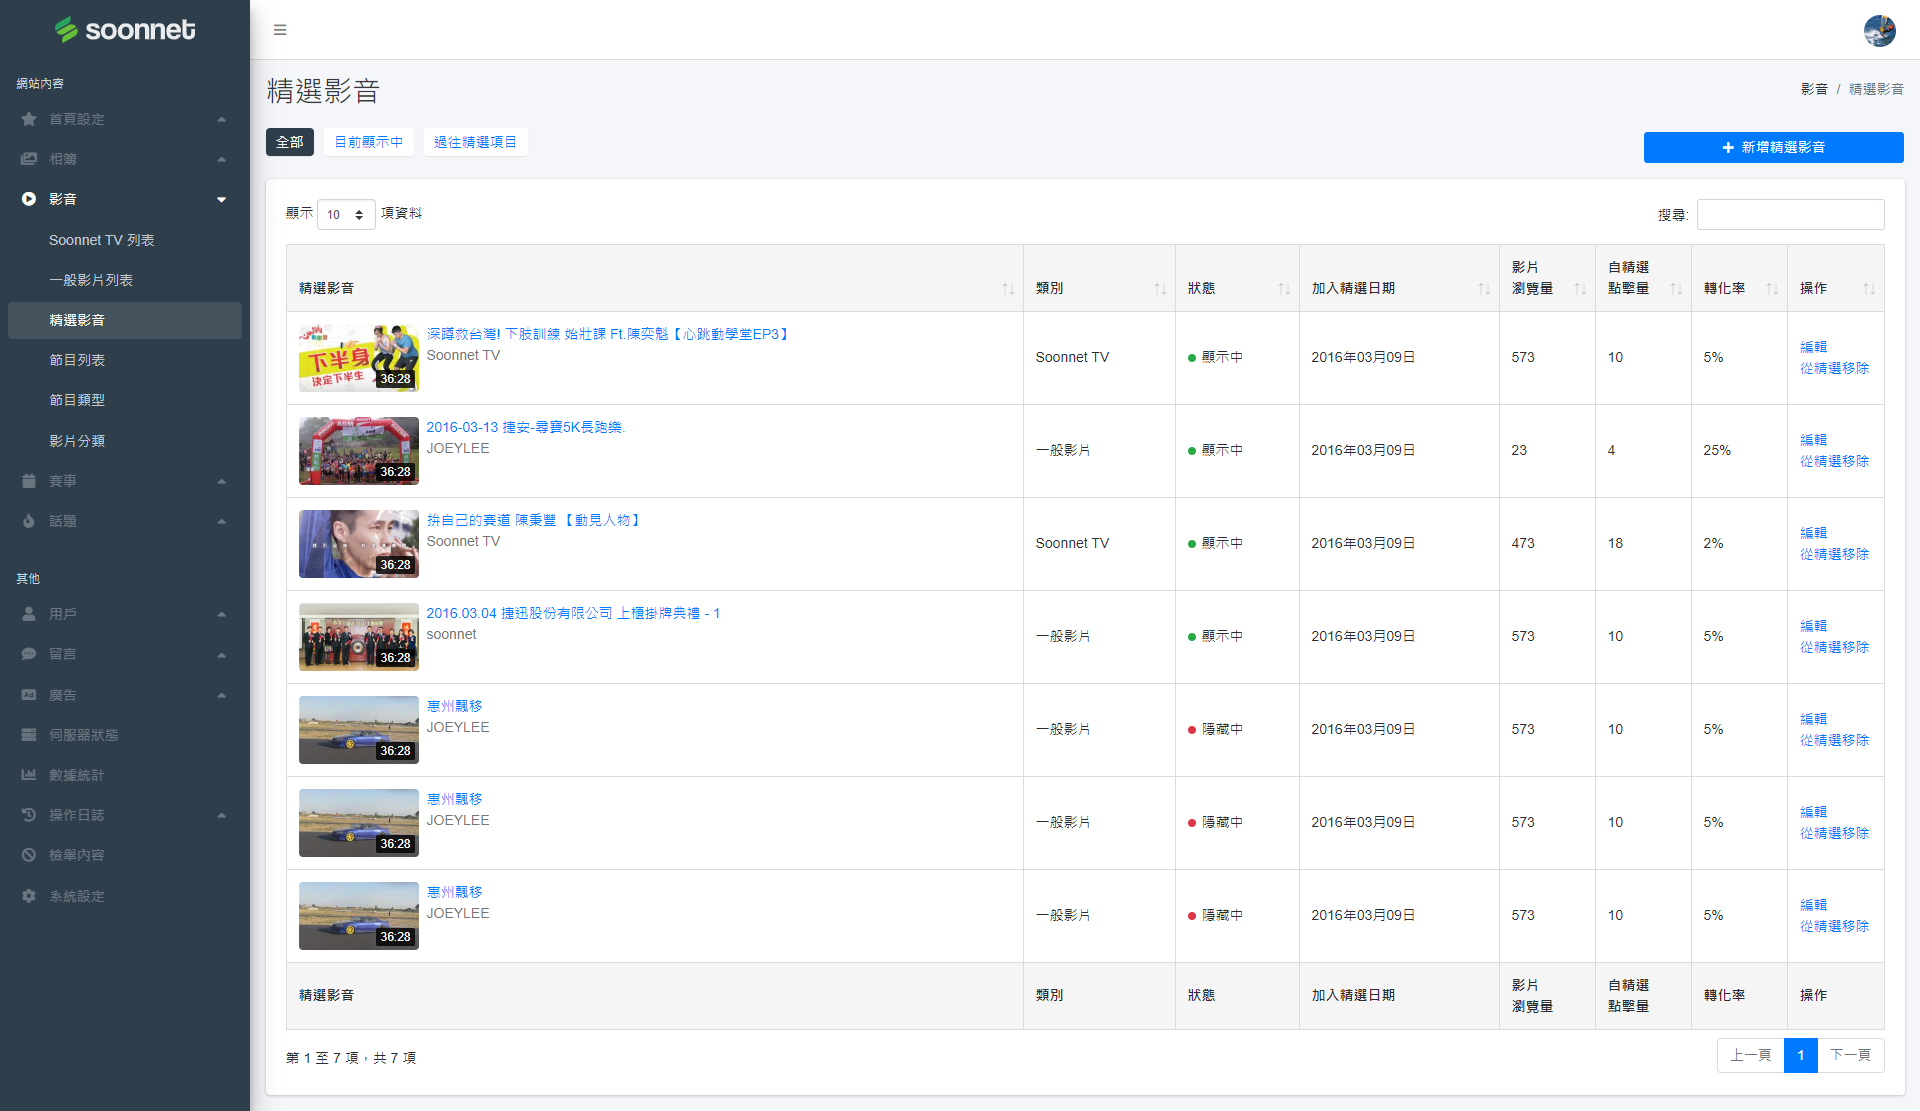 soonnet
網站內容
首頁設定
相簿
影音
Soonnet TV 列表
一般影片列表
精選影音
節目列表
節目類型
影片分類
賽事
話題
其他
用戶
留言
廣告
伺服器狀態
數據統計
操作日誌
檢舉內容
系統設定
精選影音
影音 / 精選影音
全部 目前顯示中 過往精選項目
新增精選影音
顯示 10 項資料
搜尋:
精選影音 類別 狀態 加入精選日期 影片瀏覽量 自精選點擊量 轉化率 操作
下半身
決定下半生
36:28
深蹲救台灣! 下肢訓練 始壯課 Ft.陳奕魁【心跳動學堂EP3】
Soonnet TV
Soonnet TV 顯示中 2016年03月09日 573 10 5% 編輯 從精選移除
36:28
2016-03-13 捷安-尋寶5K長跑樂.
JOEYLEE
一般影片 顯示中 2016年03月09日 23 4 25% 編輯 從精選移除
36:28
拚自己的賽道 陳秉豐 【動見人物】
Soonnet TV
Soonnet TV 顯示中 2016年03月09日 473 18 2% 編輯 從精選移除
36:28
2016.03.04 捷迅股份有限公司 上櫃掛牌典禮 - 1
soonnet
一般影片 顯示中 2016年03月09日 573 10 5% 編輯 從精選移除
36:28
惠州飄移
JOEYLEE
一般影片 隱藏中 2016年03月09日 573 10 5% 編輯 從精選移除
36:28
惠州飄移
JOEYLEE
一般影片 隱藏中 2016年03月09日 573 10 5% 編輯 從精選移除
36:28
惠州飄移
JOEYLEE
一般影片 隱藏中 2016年03月09日 573 10 5% 編輯 從精選移除
精選影音 類別 狀態 加入精選日期 影片瀏覽量 自精選點擊量 轉化率 操作
第 1 至 7 項，共 7 項
上一頁 1 下一頁